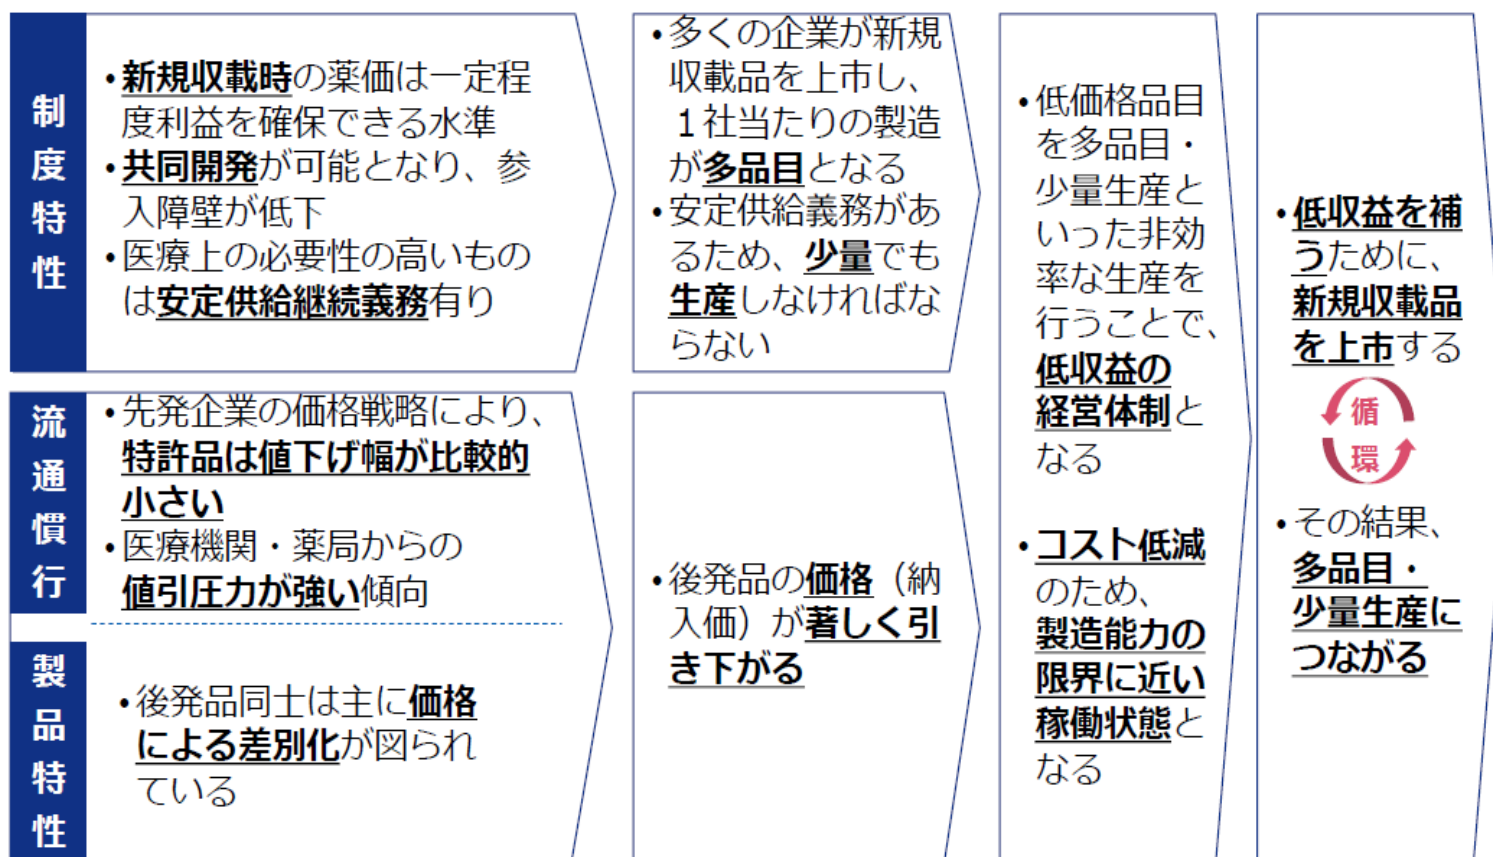 制度特性
・新規収載時の薬価は一定程
度利益を確保できる水準
・共同開発が可能となり、参
入障壁が低下
・医療上の必要性の高いもの
は安定供給継続義務有り
・多くの企業が新規
収載品を上市し、
１社当たりの製造
が多品目となる
・安定供給義務があ
るため、少量でも
生産しなければな
らない
流通慣行
・先発企業の価格戦略により、
特許品は値下げ幅が比較的
小さい
・医療機関・薬局からの
値引圧力が強い傾向
製品特性
・後発品同士は主に価格
による差別化が図られ
ている
・後発品の価格（納
入価）が著しく引
き下がる
・低価格品目
を多品目・
少量生産と
いった非効
率な生産を
行うことで、
低収益の
経営体制と
なる
・コスト低減
のため、
製造能力の
限界に近い
稼働状態と
なる
・低収益を補
うために、
新規収載品
を上市する
循
環
・その結果、
多品目・
少量生産に
つながる